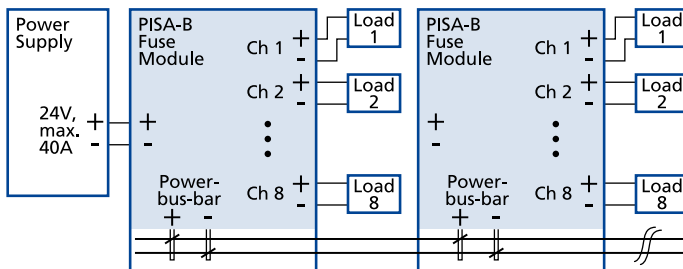 Power
Supply
24V,
max.
40A
+
-
PISA-B
Fuse
Module
+
-
Ch 1
+
-
Ch 2
+
-
Ch 8
+
-
Power-
bus-bar
+ -
Load
1
Load
2
Load
8
PISA-B
Fuse
Module
+
-
Ch 1
+
-
Ch 2
+
-
Ch 8
+
-
Power-
bus-bar
+ -
Load
1
Load
2
Load
8